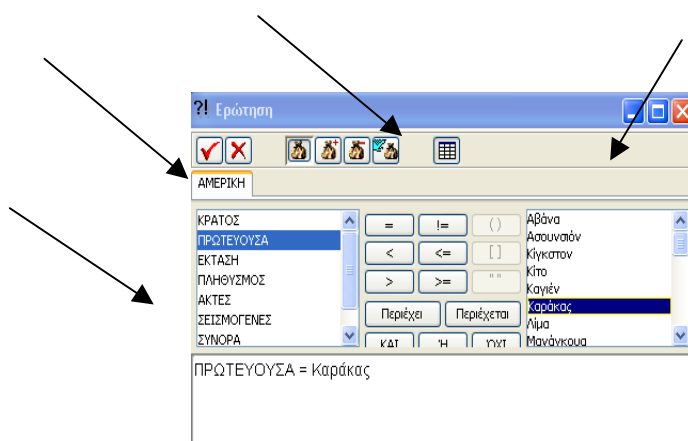 ?! Ερώτηση
ΑΜΕΡΙΚΗ
ΚΡΑΤΟΣ
ΠΡΩΤΕΥΟΥΣΑ
ΕΚΤΑΣΗ
ΠΛΗΘΥΣΜΟΣ
ΑΚΤΕΣ
ΣΕΙΣΜΟΓΕΝΕΣ
ΣΥΝΟΡΑ
= != ( )
< <= [ ]
> >= " "
Περιέχει Περιέχεται
ΚΑΙ Ή ΌΧΙ
Αβάνα
Ασουνσιόν
Κίγκστον
Κίτο
Καγιέν
Καράκας
Λίμα
Μανάγκουα
ΠΡΩΤΕΥΟΥΣΑ = Καράκας